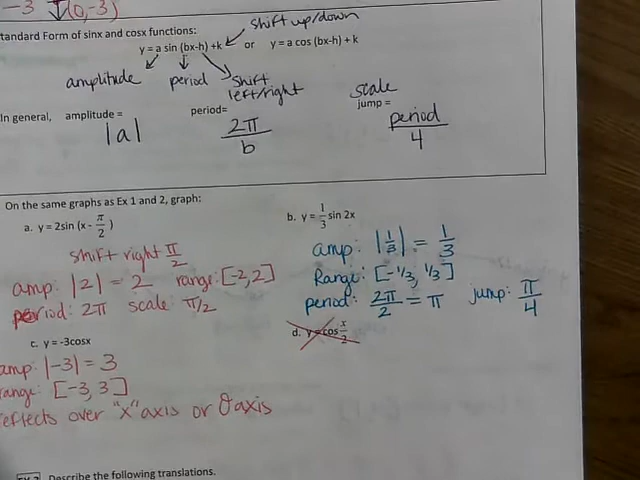 -3 (0,-3)
shift up/down
tandard Form of sinx and cosx functions:
y = a sin (bx-h) +k or y = a cos (bx-h) + k
amplitude period shift left/right
scale
In general, amplitude = period= jump =
|a| 2π/b period/4
On the same graphs as Ex 1 and 2, graph:
a. y = 2sin (x - π/2)
shift right π/2
amp: |2| = 2 range: [-2,2]
period: 2π scale: π/2
b. y = 1/3 sin 2x
amp: |1/3| = 1/3
Range: [-1/3, 1/3]
period: 2π/2 = π jump: π/4
c. y = -3cosx
amp: |-3| = 3
range: [-3,3]
eflects over "x" axis or θ axis
d. y = cos x/2
Describe the following translations.